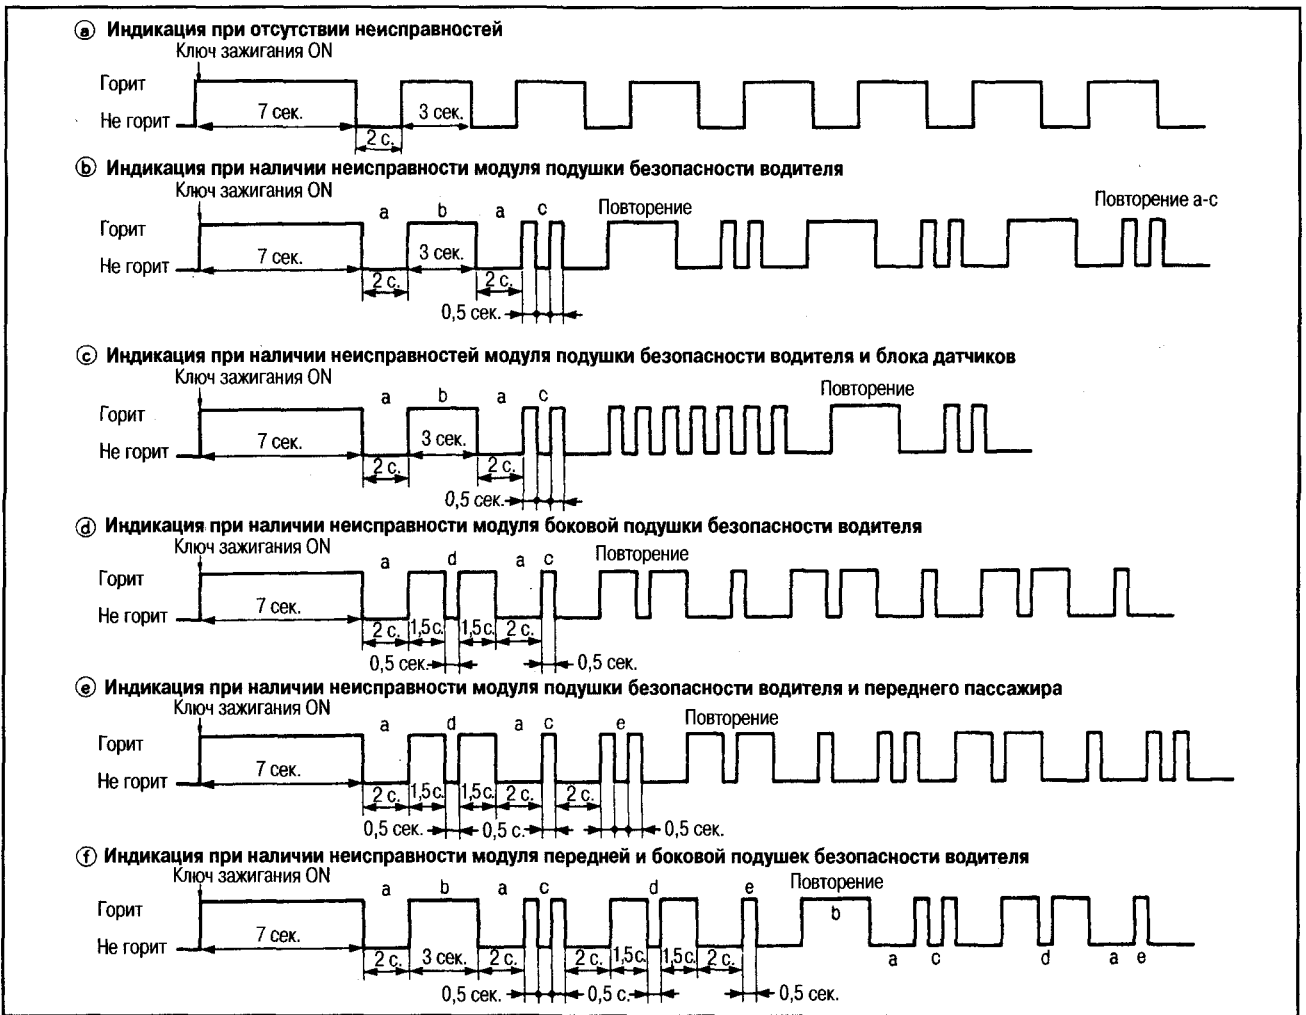 ⓐ Индикация при отсутствии неисправностей
Ключ зажигания ON
Горит
Не горит
7 сек. 3 сек.
2 с.
ⓑ Индикация при наличии неисправности модуля подушки безопасности водителя
Ключ зажигания ON
a b a c Повторение Повторение a-c
Горит
Не горит
7 сек. 3 сек.
2 с. 2 с.
0,5 сек.
ⓒ Индикация при наличии неисправностей модуля подушки безопасности водителя и блока датчиков
Ключ зажигания ON
a b a c Повторение
Горит
Не горит
7 сек. 3 сек.
2 с. 2 с.
0,5 сек.
ⓓ Индикация при наличии неисправности модуля боковой подушки безопасности водителя
Ключ зажигания ON
a d a c Повторение
Горит
Не горит
7 сек.
2 с. 1,5 с. 1,5 с. 2 с.
0,5 сек. 0,5 сек.
ⓔ Индикация при наличии неисправности модуля подушки безопасности водителя и переднего пассажира
Ключ зажигания ON
a d a c e Повторение
Горит
Не горит
7 сек.
2 с. 1,5 с. 1,5 с. 2 с. 2 с.
0,5 сек. 0,5 с. 0,5 сек.
ⓕ Индикация при наличии неисправности модуля передней и боковой подушек безопасности водителя
Ключ зажигания ON
a b a c d e Повторение
Горит
b
Не горит
7 сек.
2 с. 3 сек. 2 с. 2 с. 1,5 с. 1,5 с. 2 с. a c d a e
0,5 сек. 0,5 с. 0,5 сек.